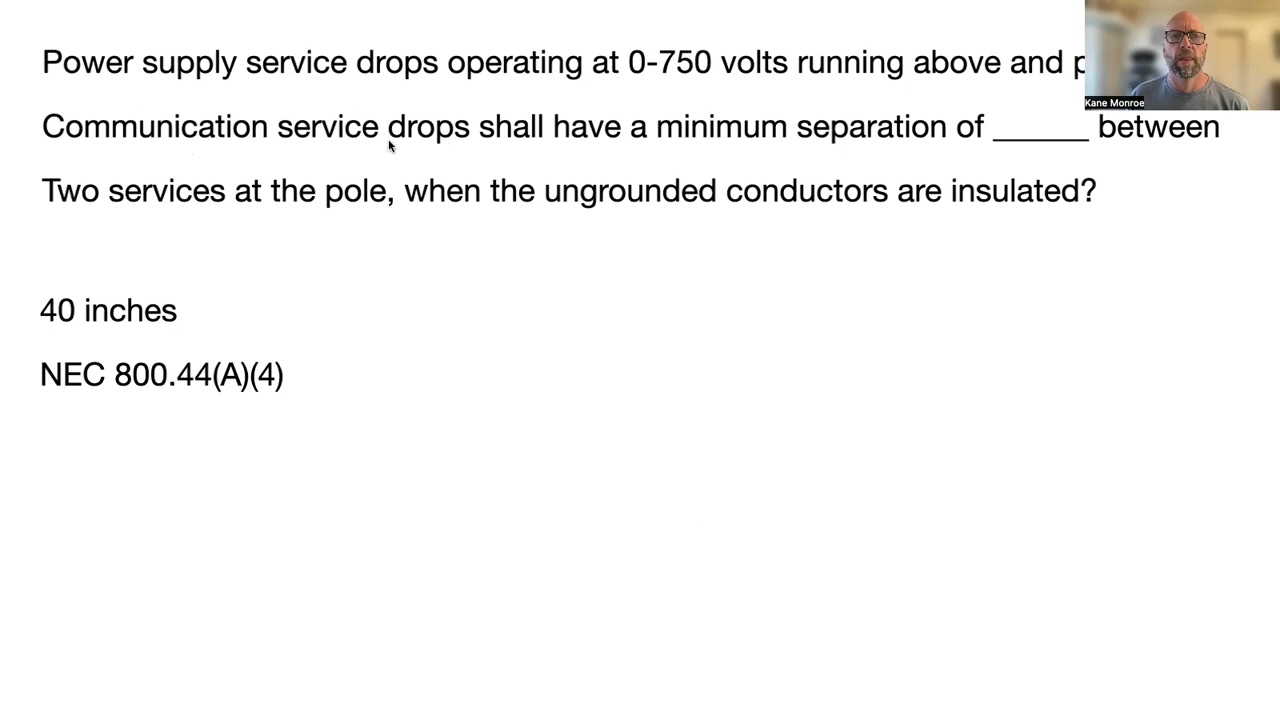 Power supply service drops operating at 0-750 volts running above and
Kane Monroe
Communication service drops shall have a minimum separation of ______ between
Two services at the pole, when the ungrounded conductors are insulated?
40 inches
NEC 800.44(A)(4)